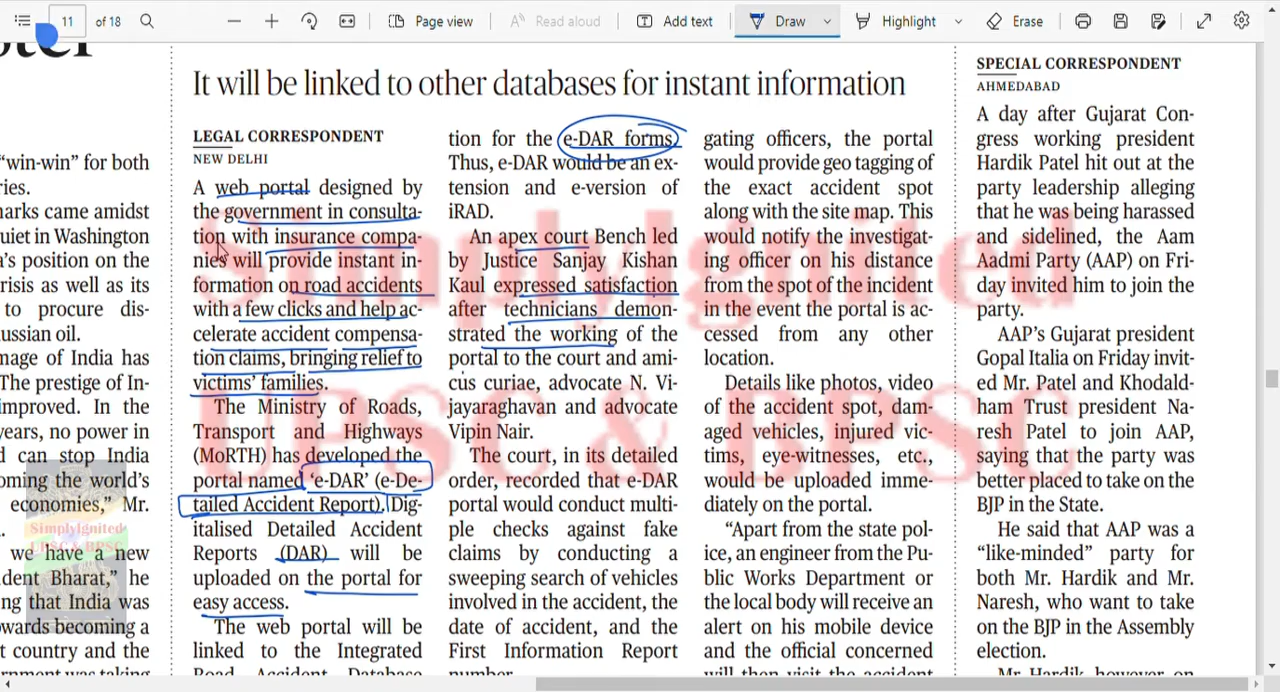 11
of 18
Page view
Read aloud
Add text
Draw
Highlight
Erase
It will be linked to other databases for instant information
“win-win” for both
ries.
marks came amidst
quiet in Washington
a’s position on the
risis as well as its
to procure dis-
ussian oil.
mage of India has
The prestige of In-
improved. In the
years, no power in
d can stop India
oming the world’s
economies,” Mr.
we have a new
dent Bharat,” he
ng that India was
owards becoming a
t country and the
LEGAL CORRESPONDENT
NEW DELHI
A web portal designed by
the government in consulta-
tion with insurance compa-
nies will provide instant in-
formation on road accidents
with a few clicks and help ac-
celerate accident compensa-
tion claims, bringing relief to
victims’ families.
The Ministry of Roads,
Transport and Highways
(MoRTH) has developed the
portal named ‘e-DAR’ (e-De-
tailed Accident Report). Dig-
italised Detailed Accident
Reports (DAR) will be
uploaded on the portal for
easy access.
The web portal will be
linked to the Integrated
Road Accident Database
tion for the e-DAR forms.
Thus, e-DAR would be an ex-
tension and e-version of
iRAD.
An apex court Bench led
by Justice Sanjay Kishan
Kaul expressed satisfaction
after technicians demon-
strated the working of the
portal to the court and ami-
cus curiae, advocate N. Vi-
jayaraghavan and advocate
Vipin Nair.
The court, in its detailed
order, recorded that e-DAR
portal would conduct multi-
ple checks against fake
claims by conducting a
sweeping search of vehicles
involved in the accident, the
date of accident, and the
First Information Report
number.
gating officers, the portal
would provide geo tagging of
the exact accident spot
along with the site map. This
would notify the investigat-
ing officer on his distance
from the spot of the incident
in the event the portal is ac-
cessed from any other
location.
Details like photos, video
of the accident spot, dam-
aged vehicles, injured vic-
tims, eye-witnesses, etc.,
would be uploaded imme-
diately on the portal.
“Apart from the state pol-
ice, an engineer from the Pu-
blic Works Department or
the local body will receive an
alert on his mobile device
and the official concerned
will then visit the accident
SPECIAL CORRESPONDENT
AHMEDABAD
A day after Gujarat Con-
gress working president
Hardik Patel hit out at the
party leadership alleging
that he was being harassed
and sidelined, the Aam
Aadmi Party (AAP) on Fri-
day invited him to join the
party.
AAP’s Gujarat president
Gopal Italia on Friday invit-
ed Mr. Patel and Khodald-
ham Trust president Na-
resh Patel to join AAP,
saying that the party was
better placed to take on the
BJP in the State.
He said that AAP was a
“like-minded” party for
both Mr. Hardik and Mr.
Naresh, who want to take
on the BJP in the Assembly
election.
Mr Hardik however on
SimplyIgnited
UPSC & BPSC
SimplyIgnited
UPSC & BPSC